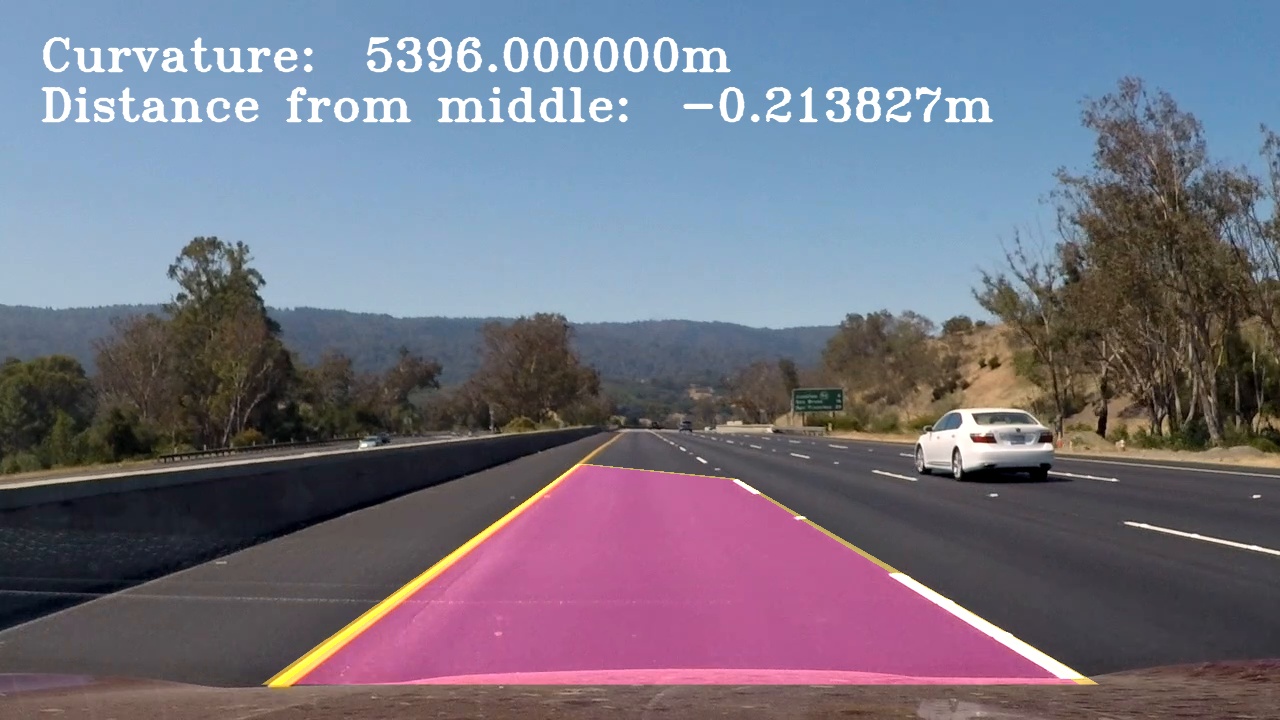 Curvature:  5396.000000m
Distance from middle:  −0.213827m